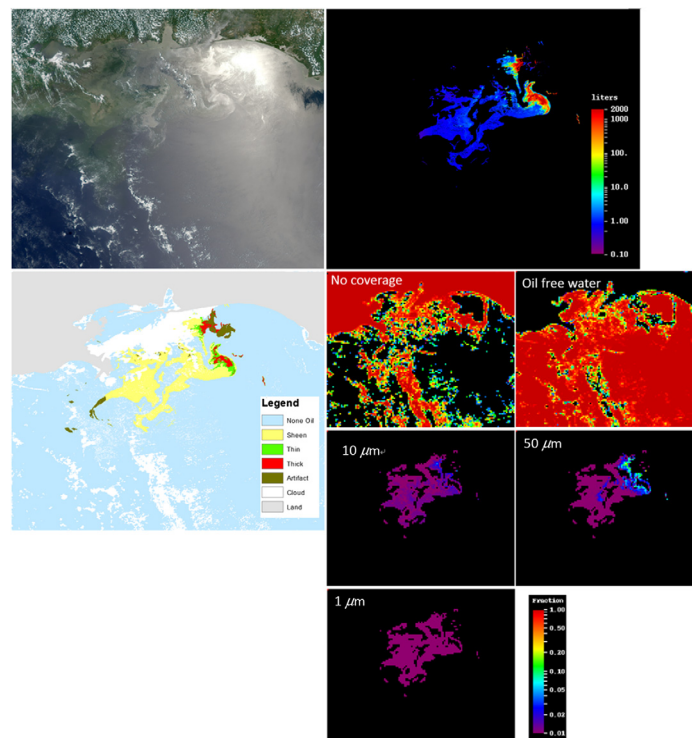 liters
2000
1000
100.
10.0
1.00
0.10
Legend
None Oil
Sheen
Thin
Thick
Artifact
Cloud
Land
No coverage
Oil free water
10 μm
50 μm
1 μm
Fraction
1.00
0.50
0.20
0.10
0.05
0.02
0.01